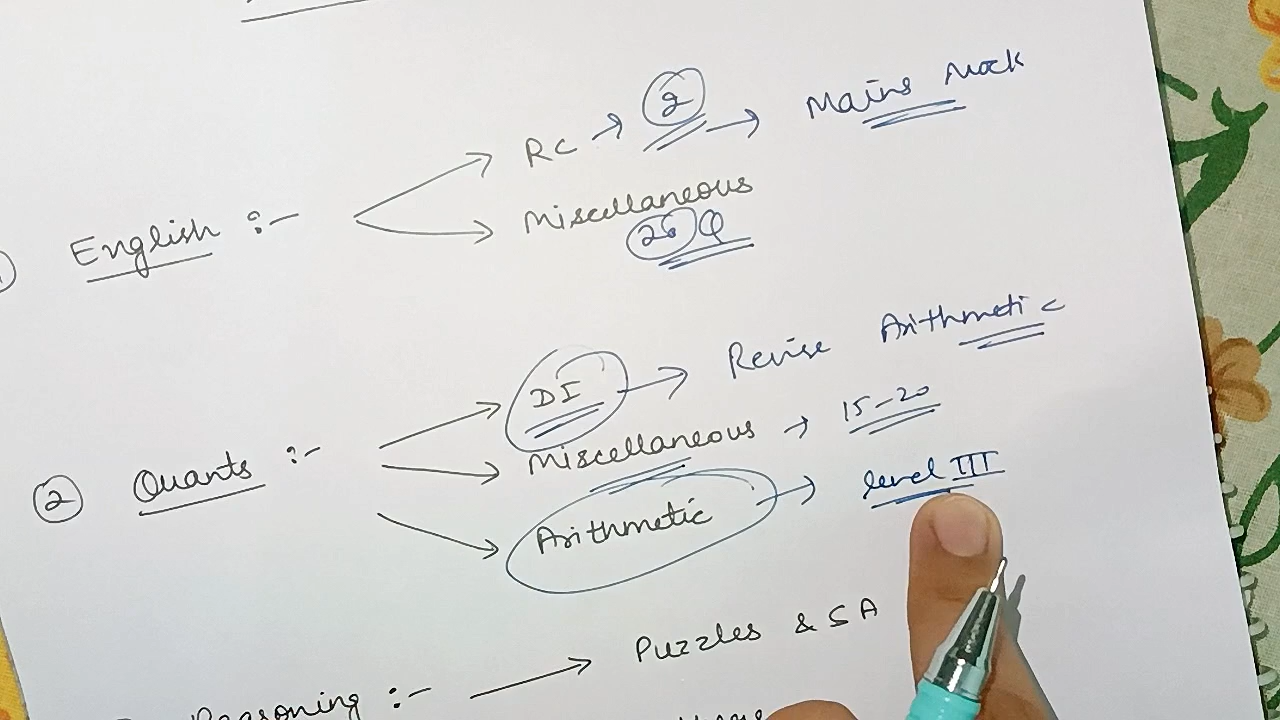 RC → 2 → Mains Mock
English :-
Miscellaneous
26 Q
DI → Revise Arithmetic
② Quants :- Miscellaneous → 15-20
Arithmetic → level III
Puzzles & SA
Reasoning :-